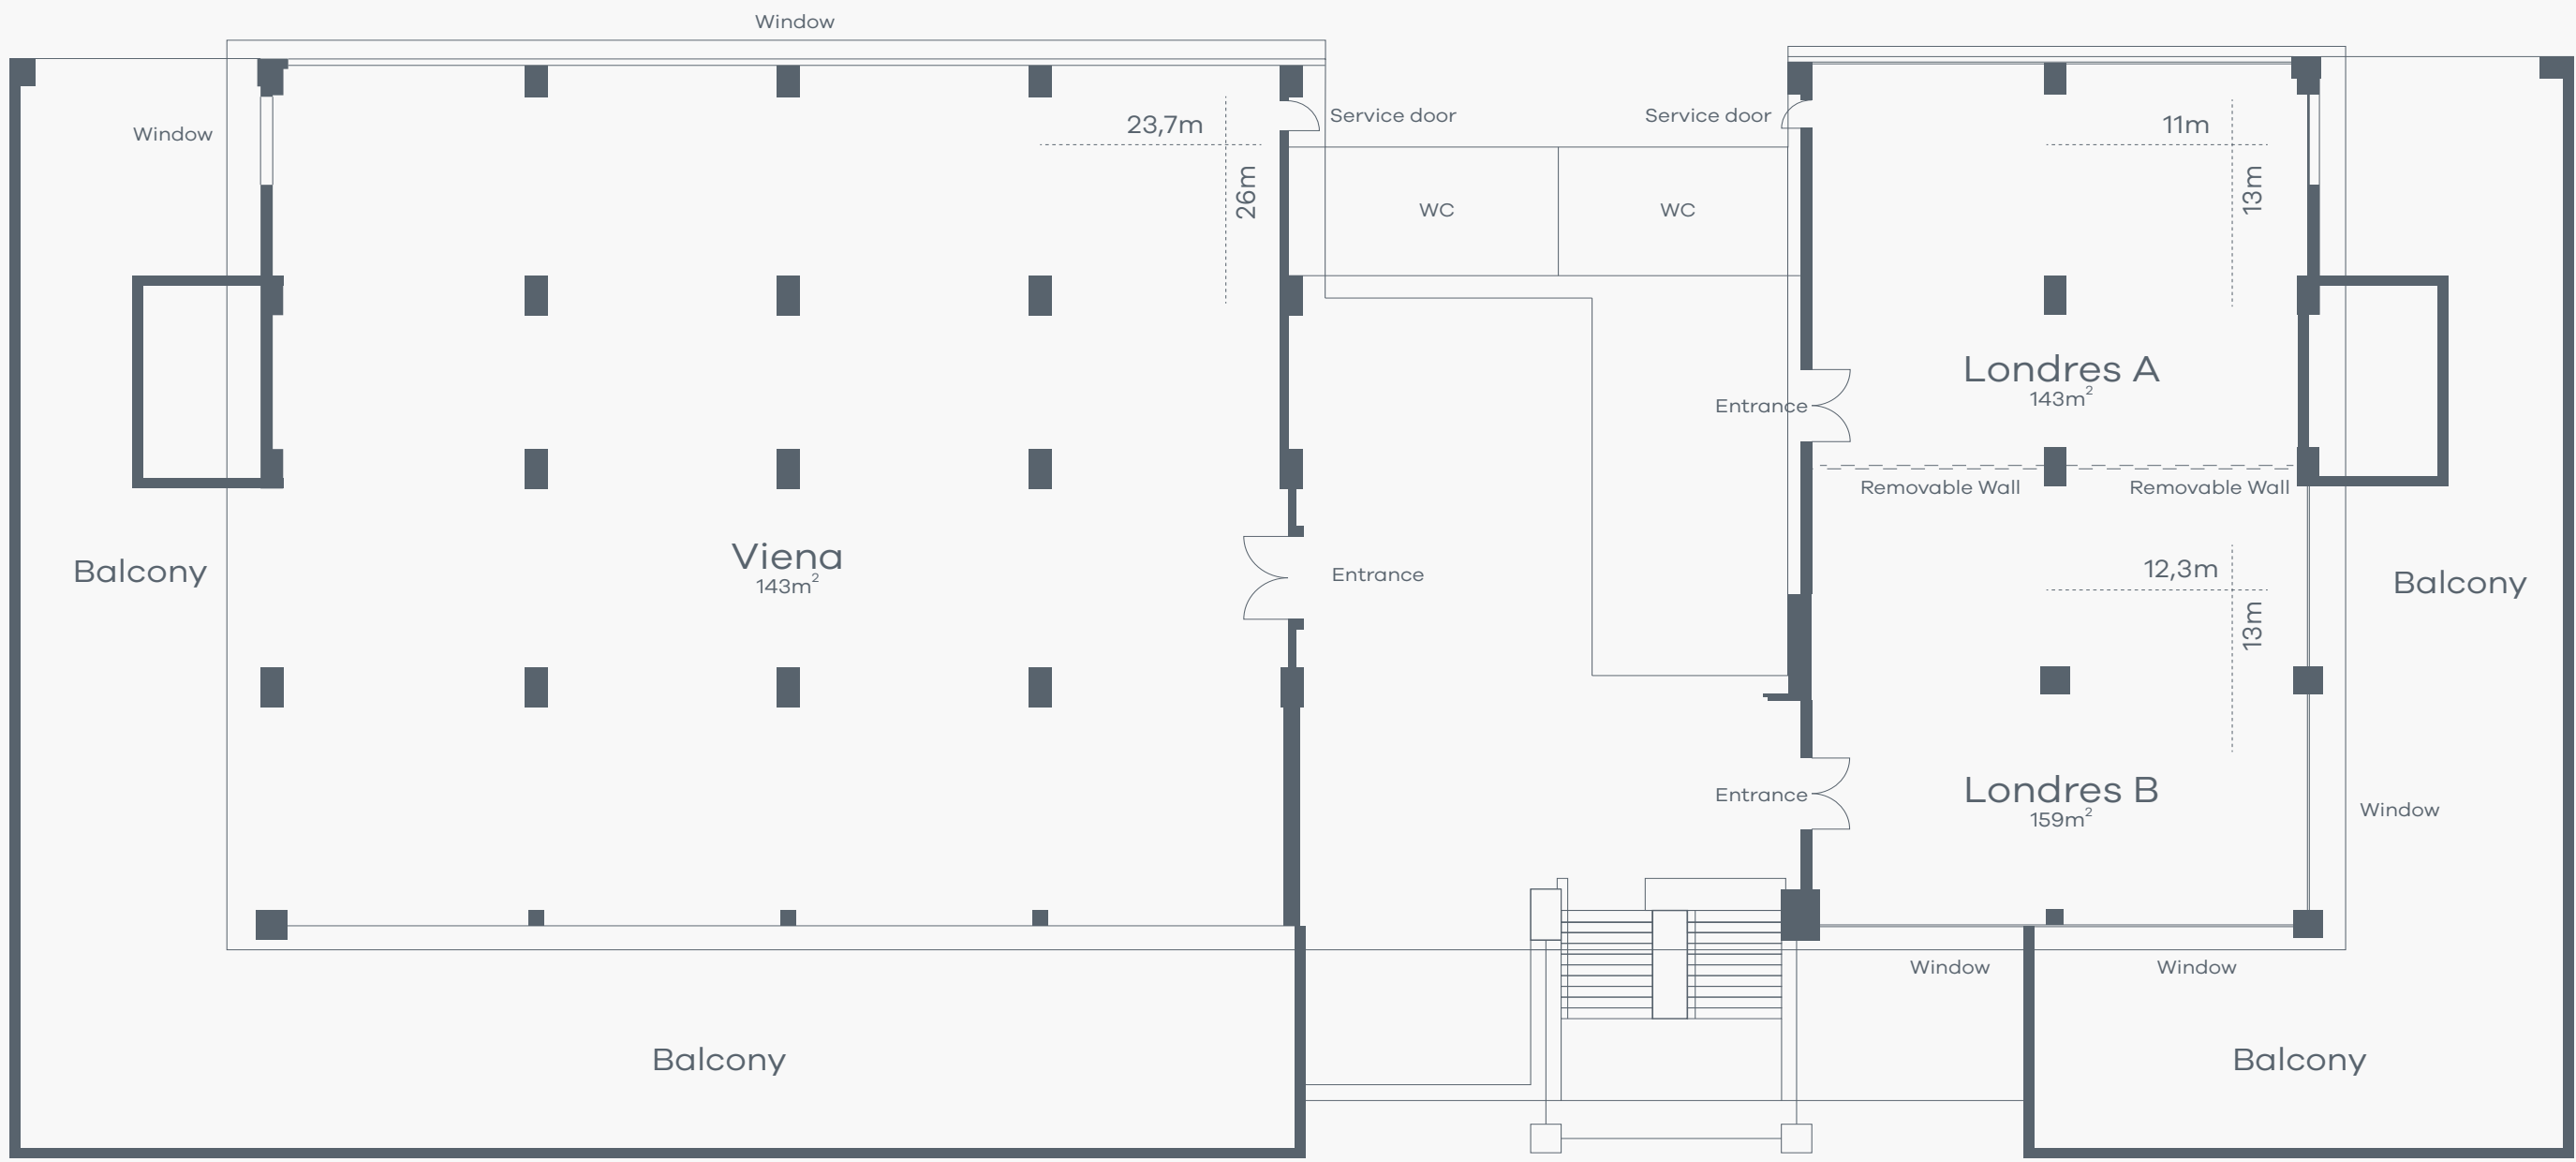 Window
Window
Service door
Service door
23,7m
26m
11m
13m
WC
WC
Londres A
143m²
Entrance
Removable Wall
Removable Wall
Viena
143m²
Entrance
Balcony
Balcony
12,3m
13m
Londres B
159m²
Entrance
Window
Window
Window
Balcony
Balcony